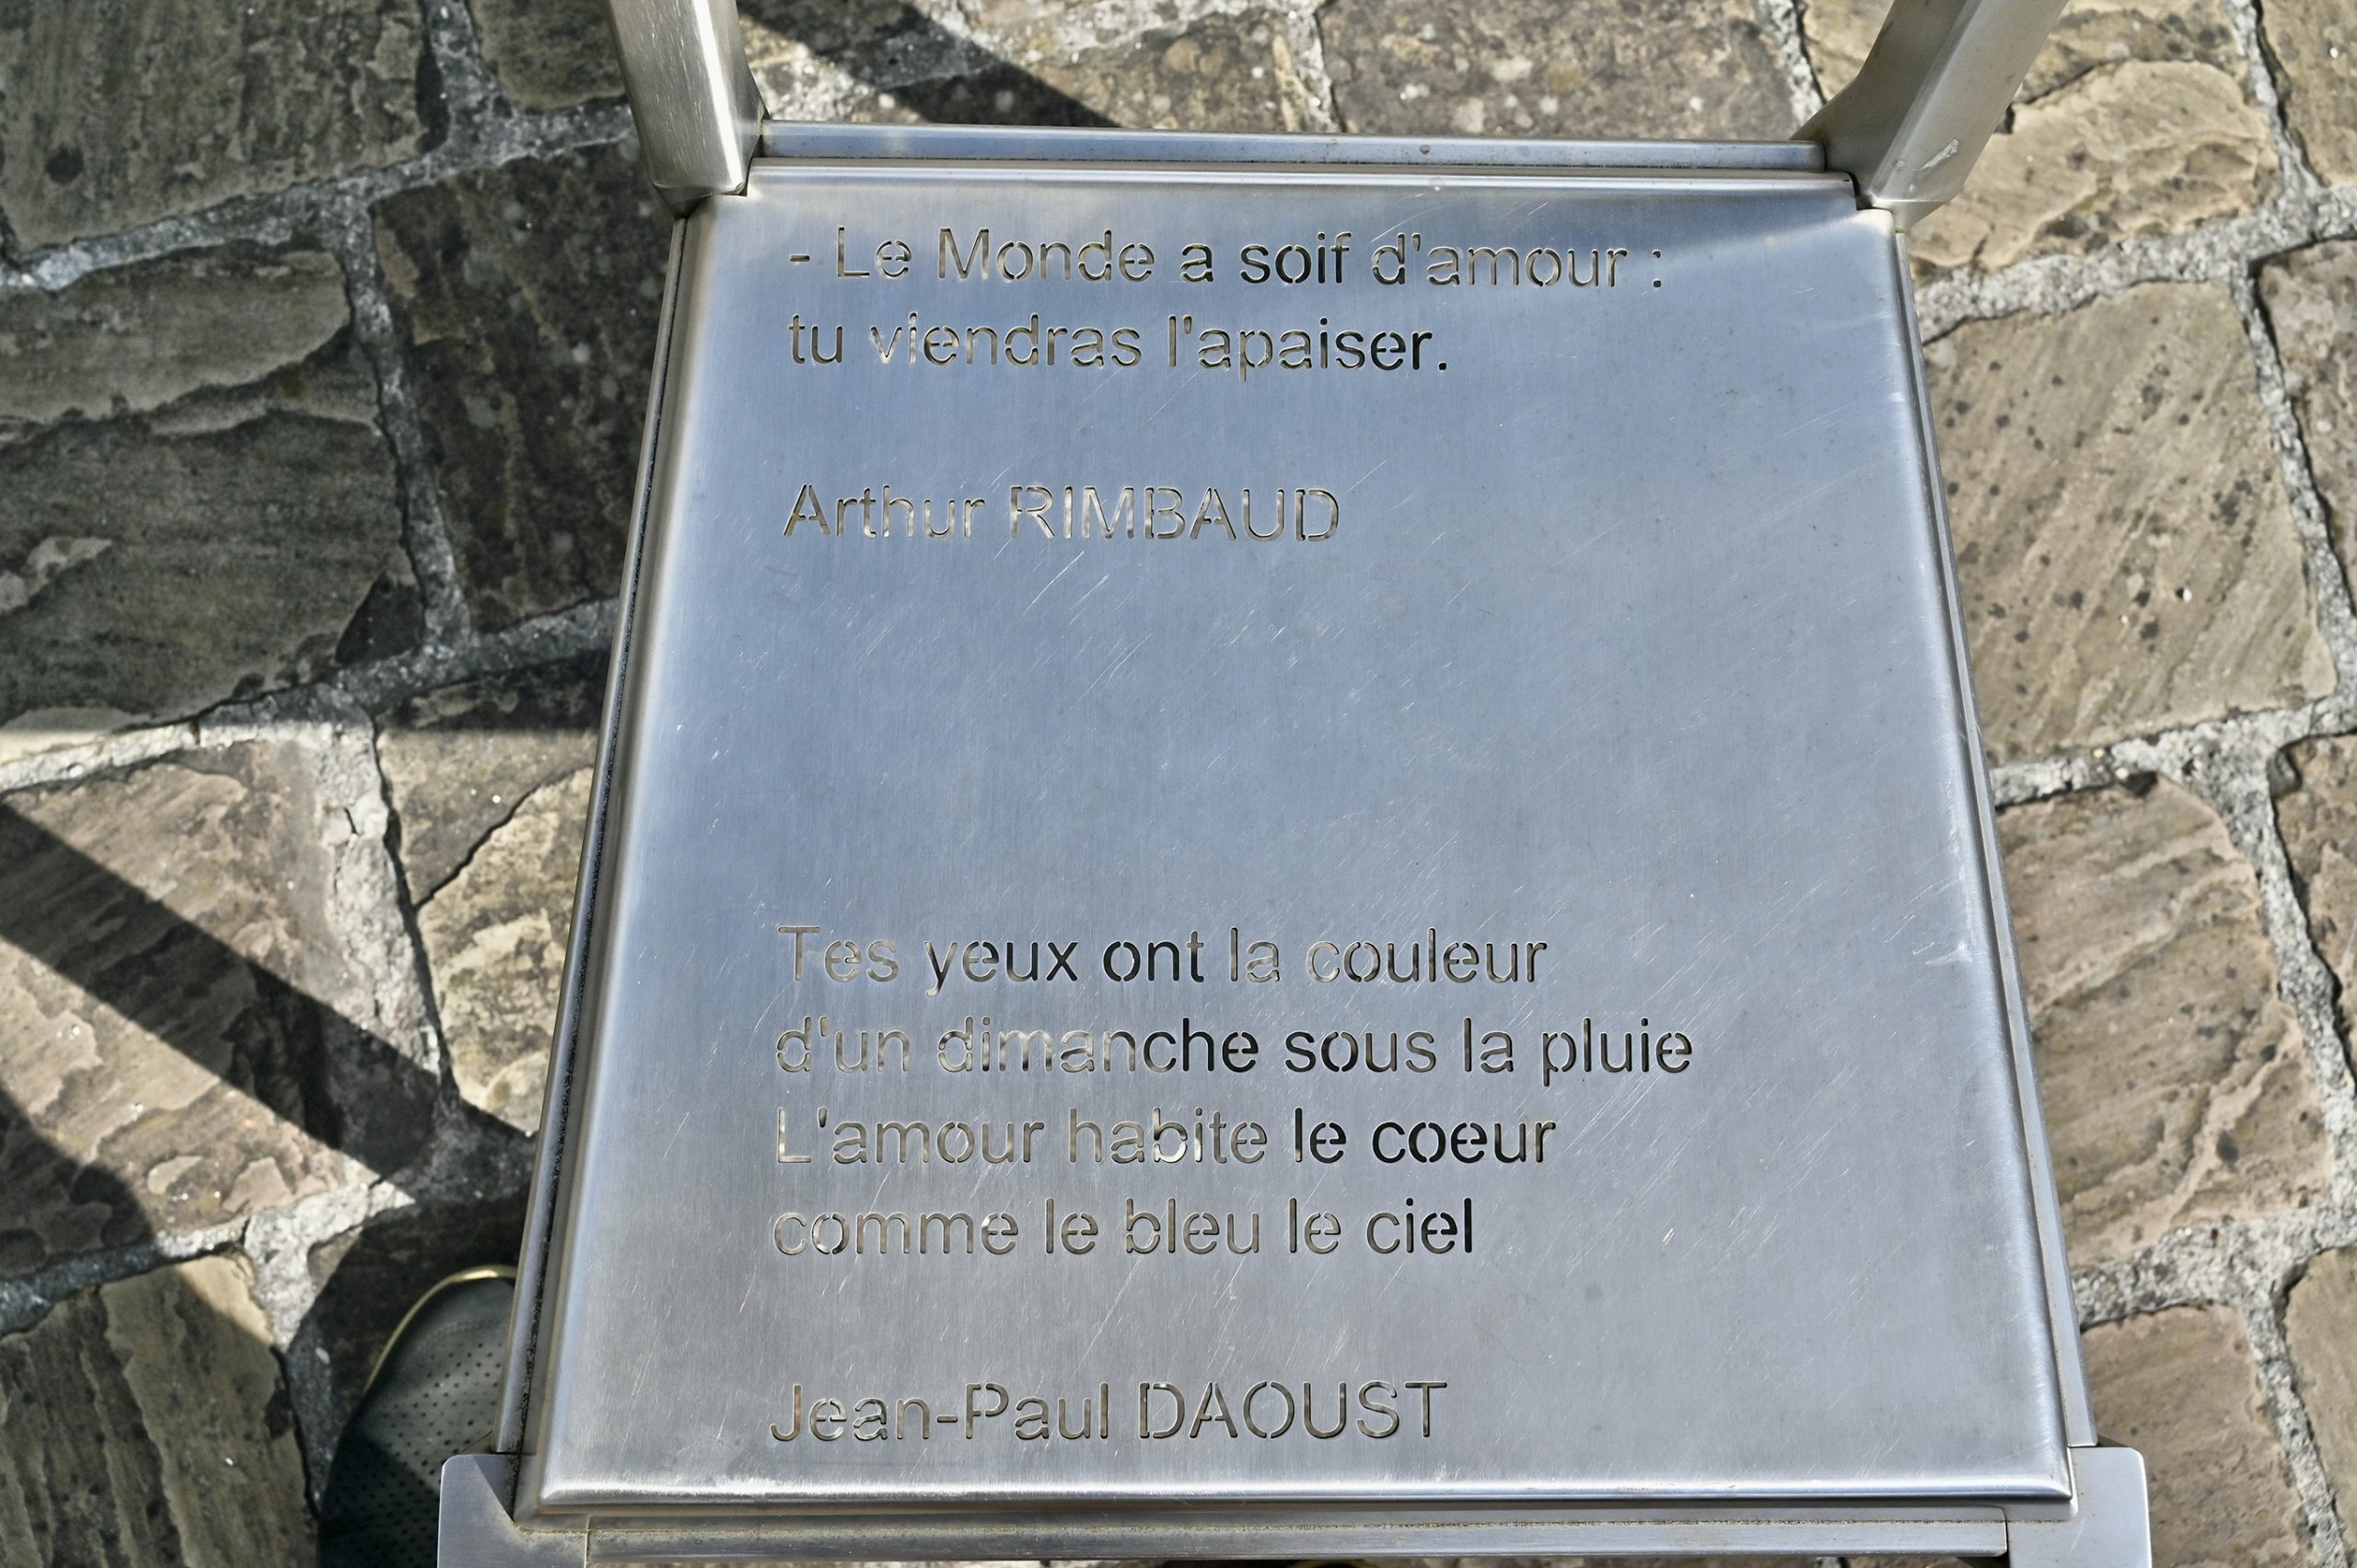 - Le Monde a soif d'amour :
tu viendras l'apaiser.
Arthur RIMBAUD
Tes yeux ont la couleur
d'un dimanche sous la pluie
L'amour habite le coeur
comme le bleu le ciel
Jean-Paul DAOUST